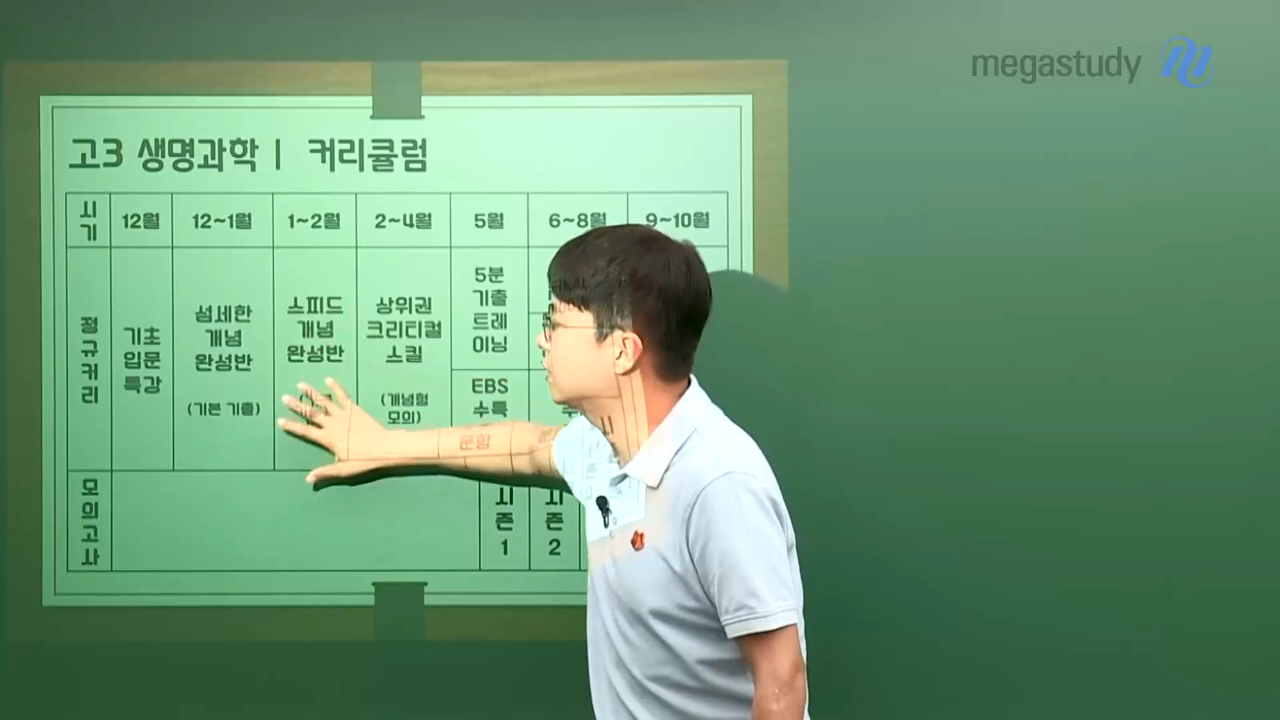 megastudy
고3 생명과학 I 커리큘럼
시기
12월
12~1월
1~2월
2~4월
5월
6~8월
9~10월
정규커리
기초
입문
특강
섬세한
개념
완성반
(기본 기출)
스피드
개념
완성반
상위권
크리티컬
스킬
(개념형
모의)
5분
기출
트레
이닝
EBS
수특
문항
모의고사
시즌
1
시즌
2